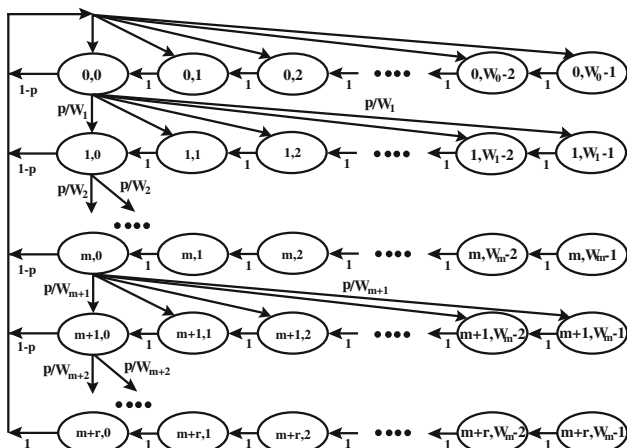 0,0 0,1 0,2 0,W₀-2 0,W₀-1
1-p 1 1 1 1 1
p/W₁ p/W₁
1,0 1,1 1,2 1,W₁-2 1,W₁-1
1-p 1 1 1 1 1
p/W₂ p/W₂
m,0 m,1 m,2 m,Wₘ-2 m,Wₘ-1
1-p 1 1 1 1 1
p/Wₘ₊₁ p/Wₘ₊₁
m+1,0 m+1,1 m+1,2 m+1,Wₘ-2 m+1,Wₘ-1
1-p 1 1 1 1 1
p/Wₘ₊₂ p/Wₘ₊₂
m+r,0 m+r,1 m+r,2 m+r,Wₘ-2 m+r,Wₘ-1
1 1 1 1 1 1